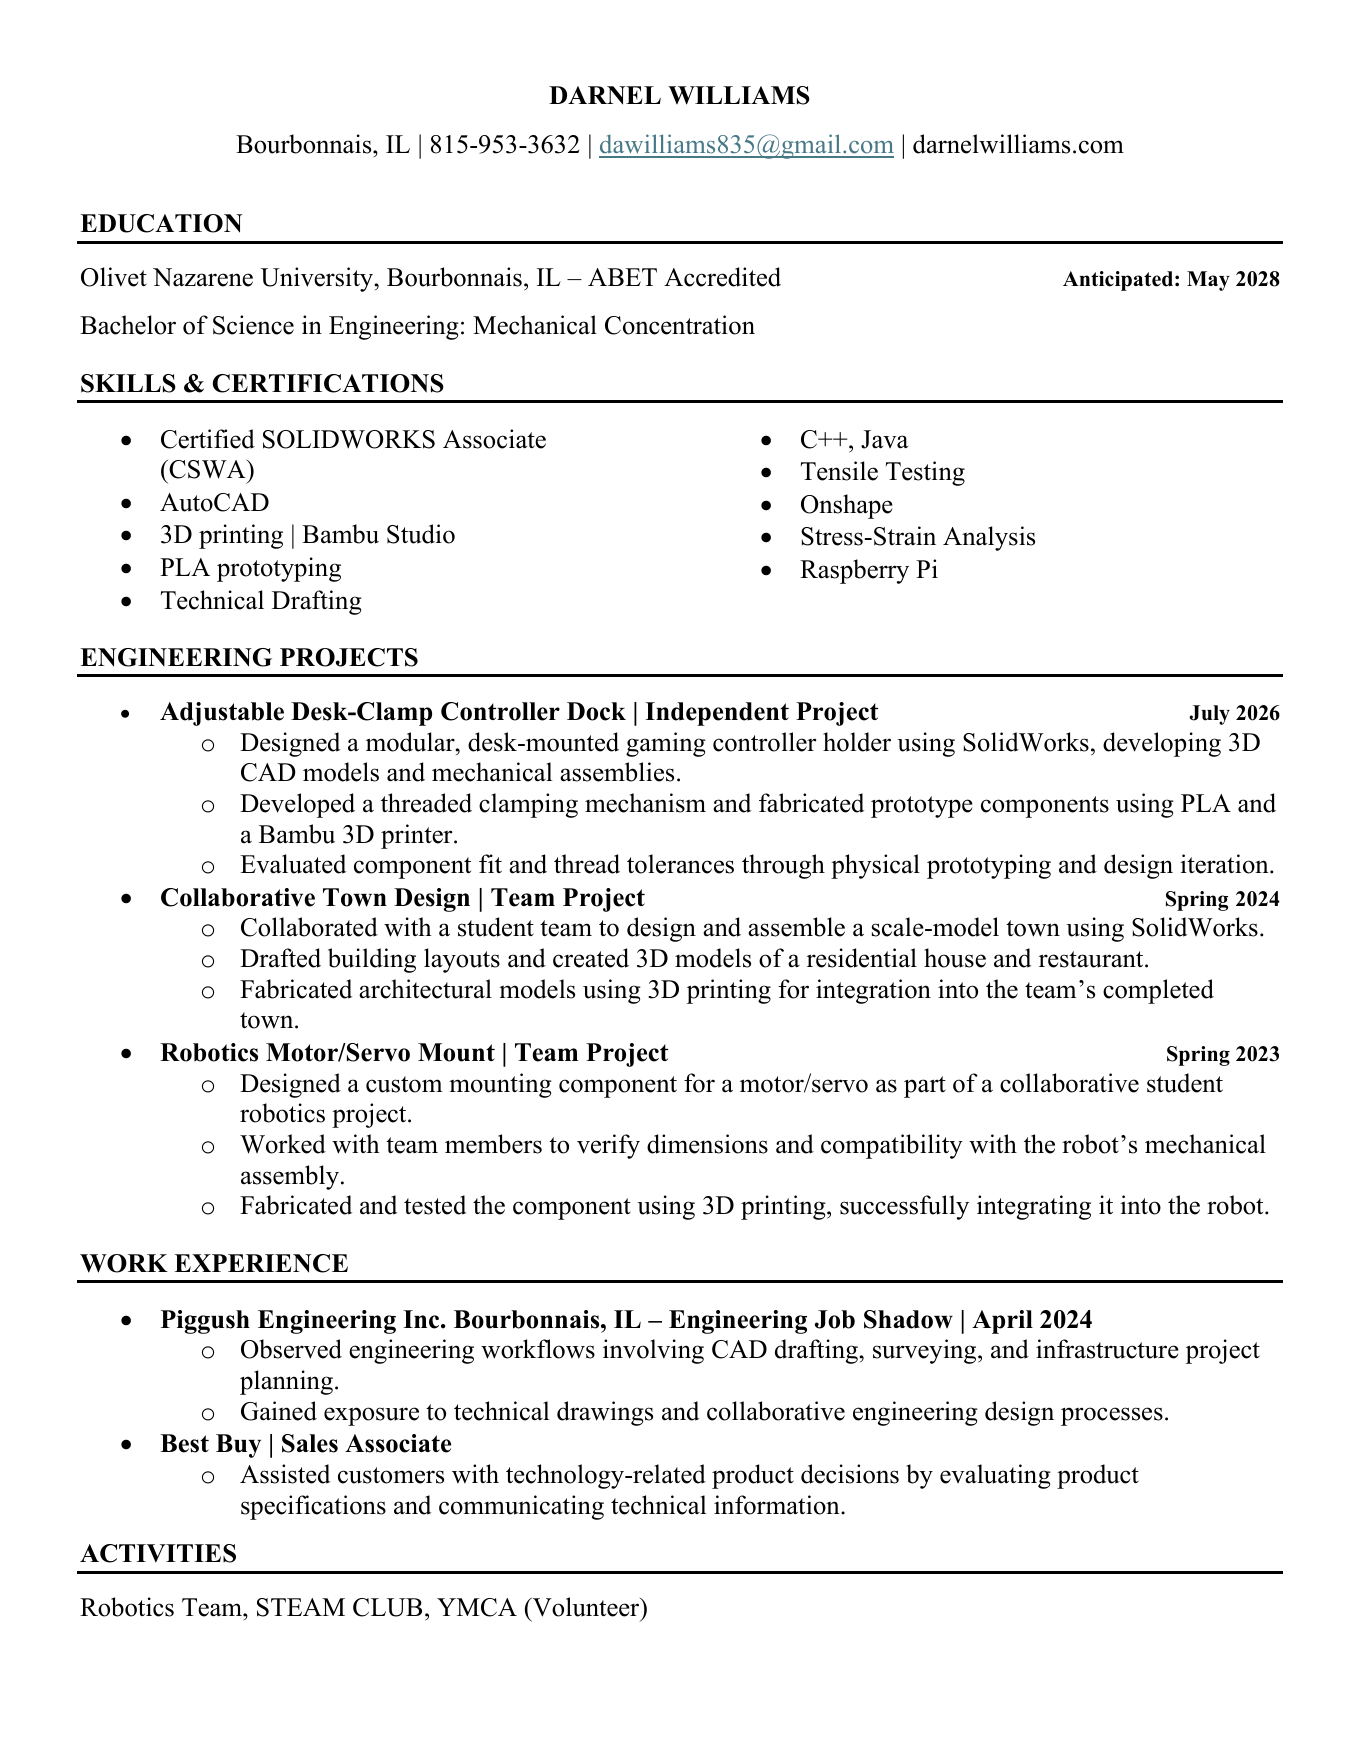 DARNEL WILLIAMS
Bourbonnais, IL | 815-953-3632 | dawilliams835@gmail.com | darnelwilliams.com
EDUCATION
Olivet Nazarene University, Bourbonnais, IL – ABET Accredited Anticipated: May 2028
Bachelor of Science in Engineering: Mechanical Concentration
SKILLS & CERTIFICATIONS
• Certified SOLIDWORKS Associate
(CSWA)
• AutoCAD
• 3D printing | Bambu Studio
• PLA prototyping
• Technical Drafting
• C++, Java
• Tensile Testing
• Onshape
• Stress-Strain Analysis
• Raspberry Pi
ENGINEERING PROJECTS
• Adjustable Desk-Clamp Controller Dock | Independent Project July 2026
o Designed a modular, desk-mounted gaming controller holder using SolidWorks, developing 3D
CAD models and mechanical assemblies.
o Developed a threaded clamping mechanism and fabricated prototype components using PLA and
a Bambu 3D printer.
o Evaluated component fit and thread tolerances through physical prototyping and design iteration.
• Collaborative Town Design | Team Project Spring 2024
o Collaborated with a student team to design and assemble a scale-model town using SolidWorks.
o Drafted building layouts and created 3D models of a residential house and restaurant.
o Fabricated architectural models using 3D printing for integration into the team’s completed
town.
• Robotics Motor/Servo Mount | Team Project Spring 2023
o Designed a custom mounting component for a motor/servo as part of a collaborative student
robotics project.
o Worked with team members to verify dimensions and compatibility with the robot’s mechanical
assembly.
o Fabricated and tested the component using 3D printing, successfully integrating it into the robot.
WORK EXPERIENCE
• Piggush Engineering Inc. Bourbonnais, IL – Engineering Job Shadow | April 2024
o Observed engineering workflows involving CAD drafting, surveying, and infrastructure project
planning.
o Gained exposure to technical drawings and collaborative engineering design processes.
• Best Buy | Sales Associate
o Assisted customers with technology-related product decisions by evaluating product
specifications and communicating technical information.
ACTIVITIES
Robotics Team, STEAM CLUB, YMCA (Volunteer)